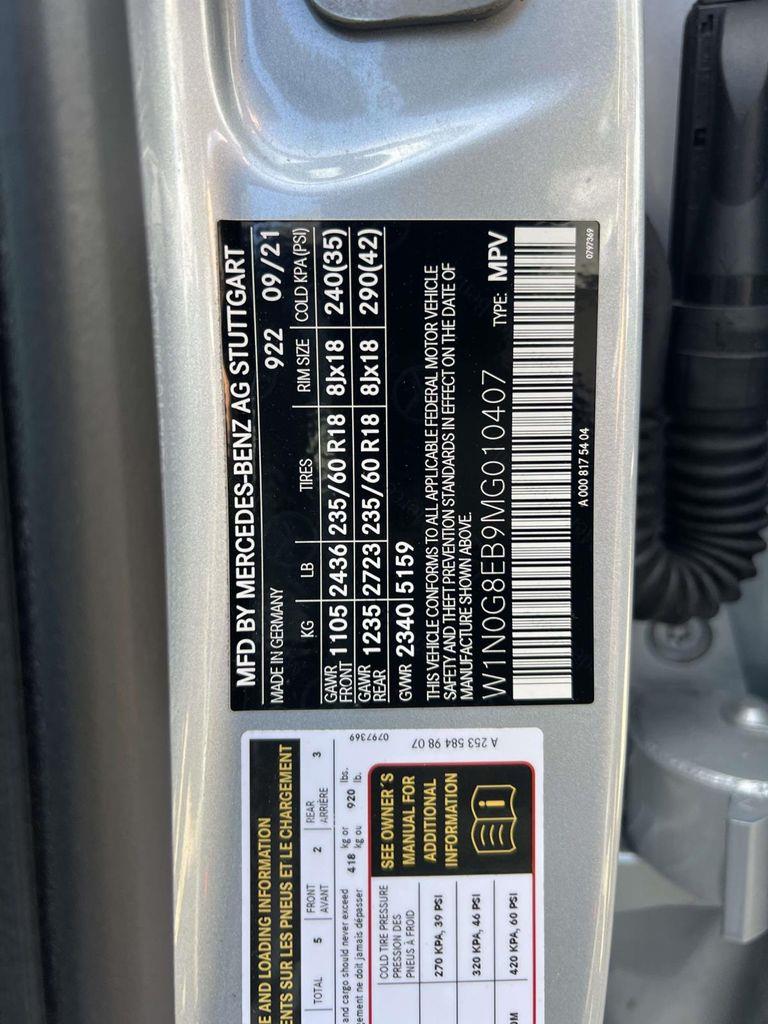 MFD BY MERCEDES-BENZ AG STUTTGART
MADE IN GERMANY 922 09/21
KG LB TIRES RIM SIZE COLD KPA(PSI)
GAWR FRONT 1105 2436 235/60 R18 8Jx18 240(35)
GAWR REAR 1235 2723 235/60 R18 8Jx18 290(42)
GVWR 2340 5159
THIS VEHICLE CONFORMS TO ALL APPLICABLE FEDERAL MOTOR VEHICLE
SAFETY AND THEFT PREVENTION STANDARDS IN EFFECT ON THE DATE OF
MANUFACTURE SHOWN ABOVE.
W1N0G8EB9MG010407 TYPE: MPV
A 000 817 54 04
0797369
E AND LOADING INFORMATION
ENTS SUR LES PNEUS ET LE CHARGEMENT
TOTAL 5 FRONT AVANT 2 REAR ARRIÈRE 3
and cargo should never exceed 418 kg or 920 lbs.
gement ne doit jamais dépasser kg ou lb.
COLD TIRE PRESSURE
PRESSION DES
PNEUS À FROID
270 KPA, 39 PSI
320 KPA, 46 PSI
420 KPA, 60 PSI
SEE OWNER'S
MANUAL FOR
ADDITIONAL
INFORMATION
A 253 584 98 07
0797369